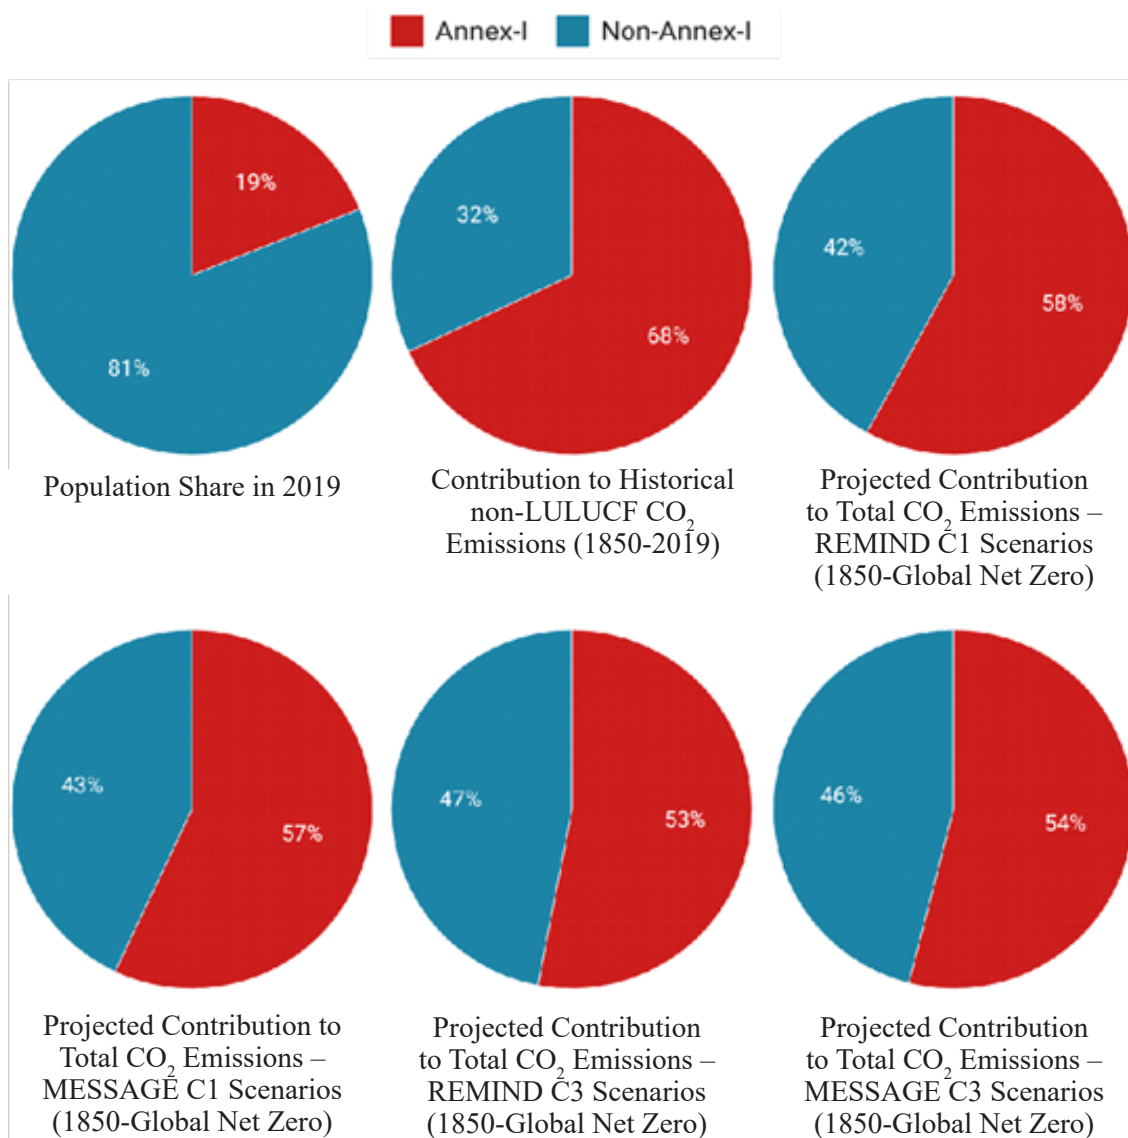 Annex-I
Non-Annex-I
19%
81%
Population Share in 2019
32%
68%
Contribution to Historical
non-LULUCF CO₂
Emissions (1850-2019)
42%
58%
Projected Contribution
to Total CO₂ Emissions –
REMIND C1 Scenarios
(1850-Global Net Zero)
43%
57%
Projected Contribution to
Total CO₂ Emissions –
MESSAGE C1 Scenarios
(1850-Global Net Zero)
47%
53%
Projected Contribution
to Total CO₂ Emissions –
REMIND C3 Scenarios
(1850-Global Net Zero)
46%
54%
Projected Contribution
to Total CO₂ Emissions –
MESSAGE C3 Scenarios
(1850-Global Net Zero)